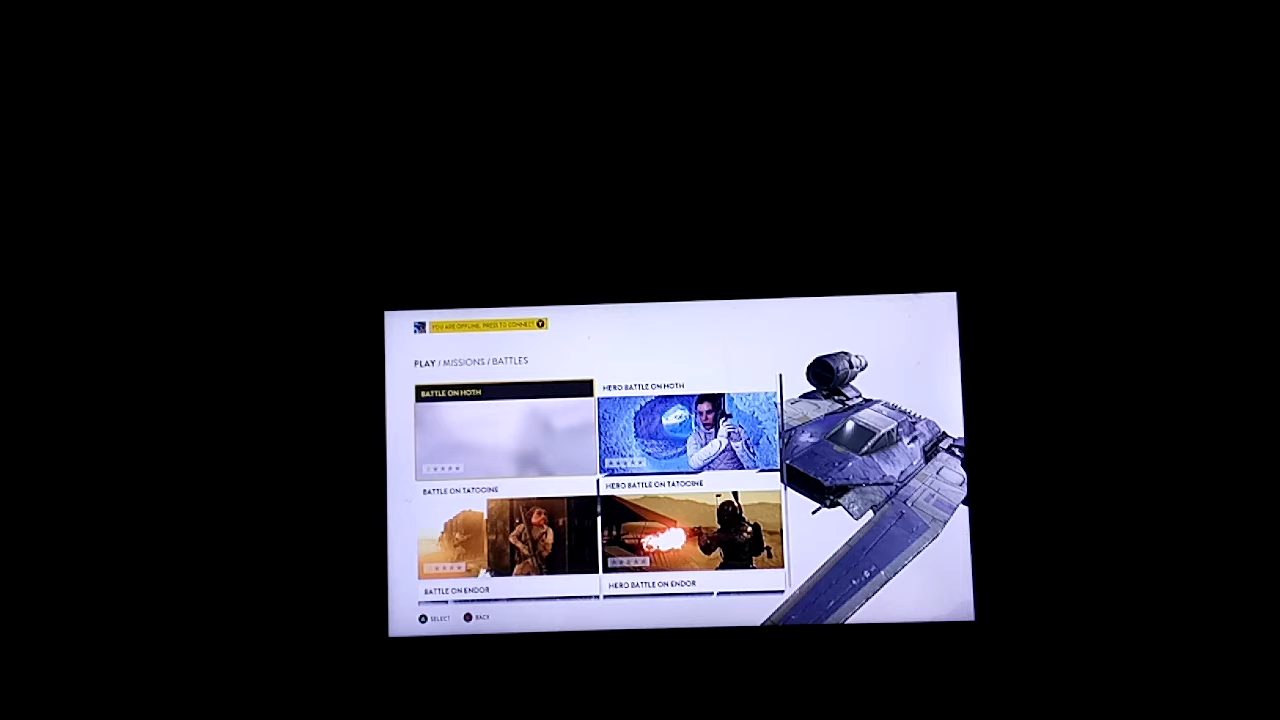 YOU ARE OFFLINE, PRESS TO CONNECT Y
PLAY / MISSIONS / BATTLES
BATTLE ON HOTH
HERO BATTLE ON HOTH
BATTLE ON TATOOINE
HERO BATTLE ON TATOOINE
BATTLE ON ENDOR
HERO BATTLE ON ENDOR
A SELECT
BACK